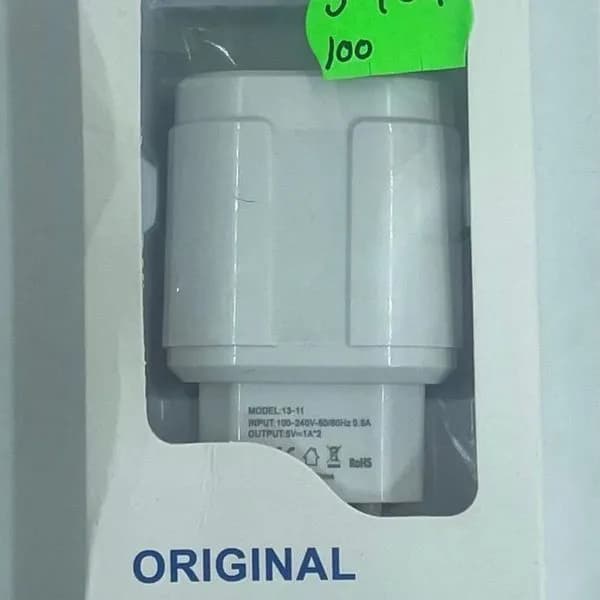 100
MODEL:13-11
INPUT:100-240V-50/60Hz 0.5A
OUTPUT:5V=1A*2
RoHS
ORIGINAL